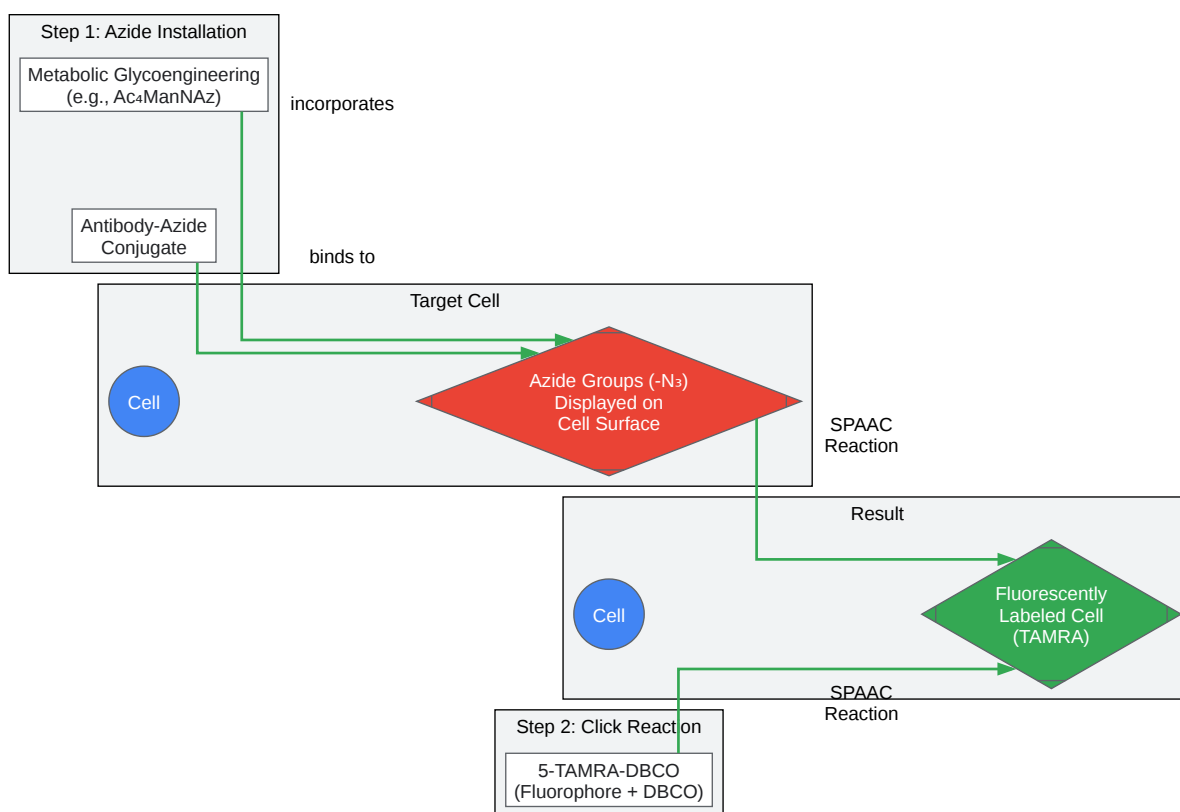 Step 1: Azide Installation
Metabolic Glycoengineering
(e.g., Ac₄ManNAz)
incorporates
Antibody-Azide
Conjugate
binds to
Target Cell
Cell
Azide Groups (-N₃)
Displayed on
Cell Surface
SPAAC
Reaction
Result
Cell
Fluorescently
Labeled Cell
(TAMRA)
SPAAC
Reaction
Step 2: Click Reaction
5-TAMRA-DBCO
(Fluorophore + DBCO)